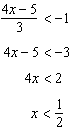 (4x − 5)/3 < −1
4x − 5 < −3
4x < 2
x < 1/2